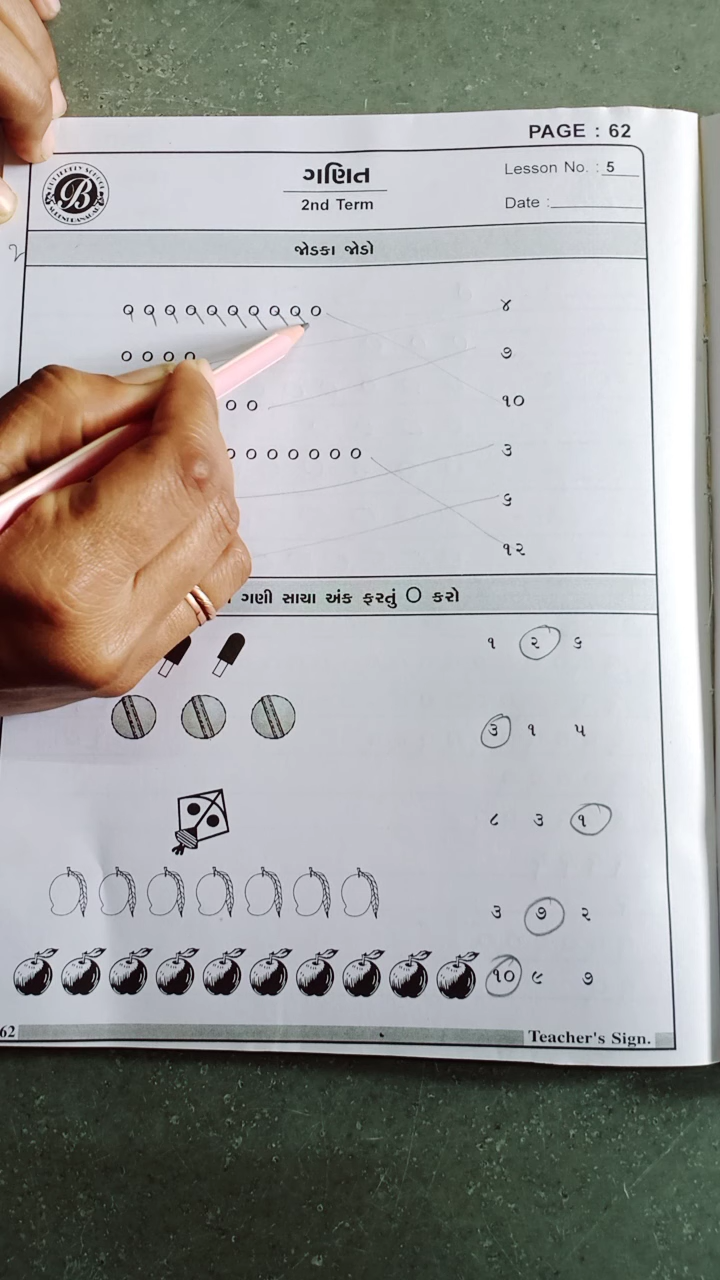 PAGE : 62
ગણિત
2nd Term
Lesson No. : 5
Date :
જોડકા જોડો
૪
૭
૧૦
૩
૬
૧૨
ગણી સાચા અંક ફરતું O કરો
૧ ૨ ૬
૩ ૧ ૫
૮ ૩ ૧
૩ ૭ ૨
૧૦ ૯ ૭
62
Teacher's Sign.